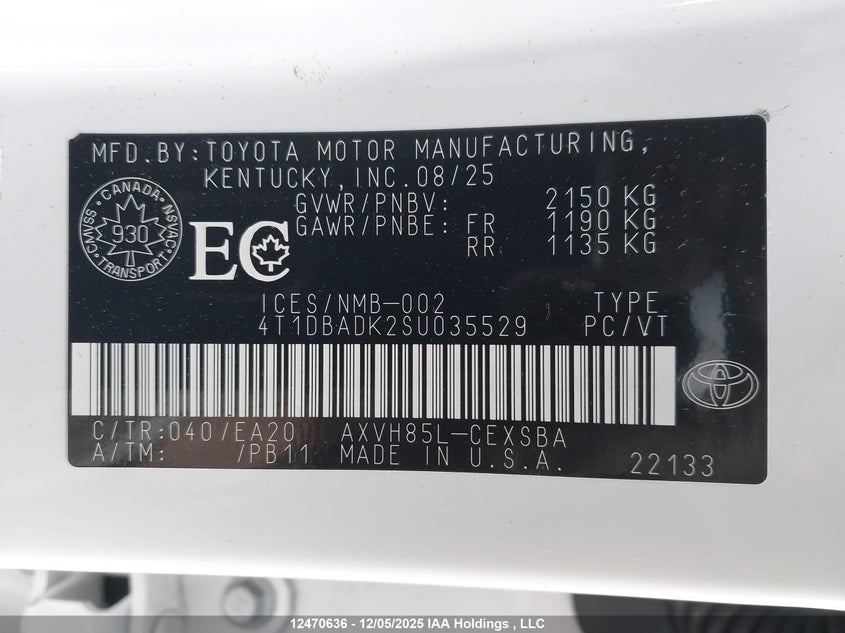 MFD.BY:TOYOTA MOTOR MANUFACTURING,
KENTUCKY,INC.08/25
GVWR/PNBV: 2150 KG
GAWR/PNBE: FR 1190 KG
RR 1135 KG
CANADA
CMVSS 930 NSVAC
TRANSPORT
EC
ICES/NMB-002 TYPE
4T1DBADK2SU035529 PC/VT
C/TR:040/EA20 AXVH85L-CEXSBA
A/TM: /PB11 MADE IN U.S.A. 22133
12470636 - 12/05/2025 IAA Holdings , LLC